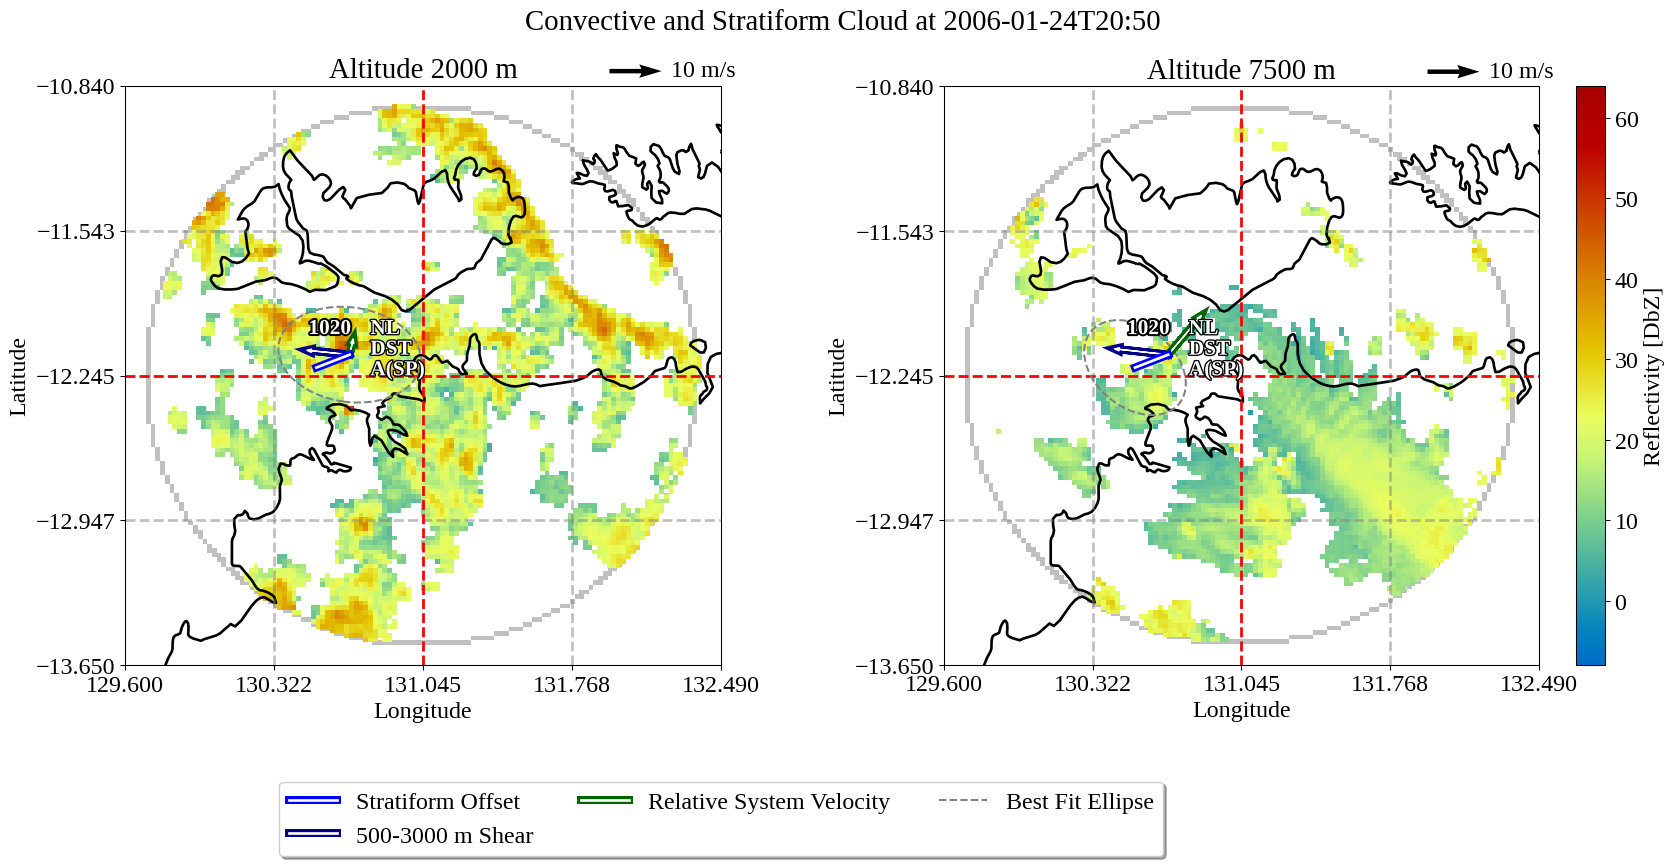 Convective and Stratiform Cloud at 2006-01-24T20:50
Altitude 2000 m
10 m/s
Altitude 7500 m
10 m/s
−10.840
−11.543
−12.245
−12.947
−13.650
Latitude
129.600
130.322
131.045
131.768
132.490
Longitude
1020
NL
DST
A(SP)
−10.840
−11.543
−12.245
−12.947
−13.650
Latitude
129.600
130.322
131.045
131.768
132.490
Longitude
1020
NL
DST
A(SP)
60
50
40
30
20
10
0
Reflectivity [DbZ]
Stratiform Offset
500-3000 m Shear
Relative System Velocity
Best Fit Ellipse